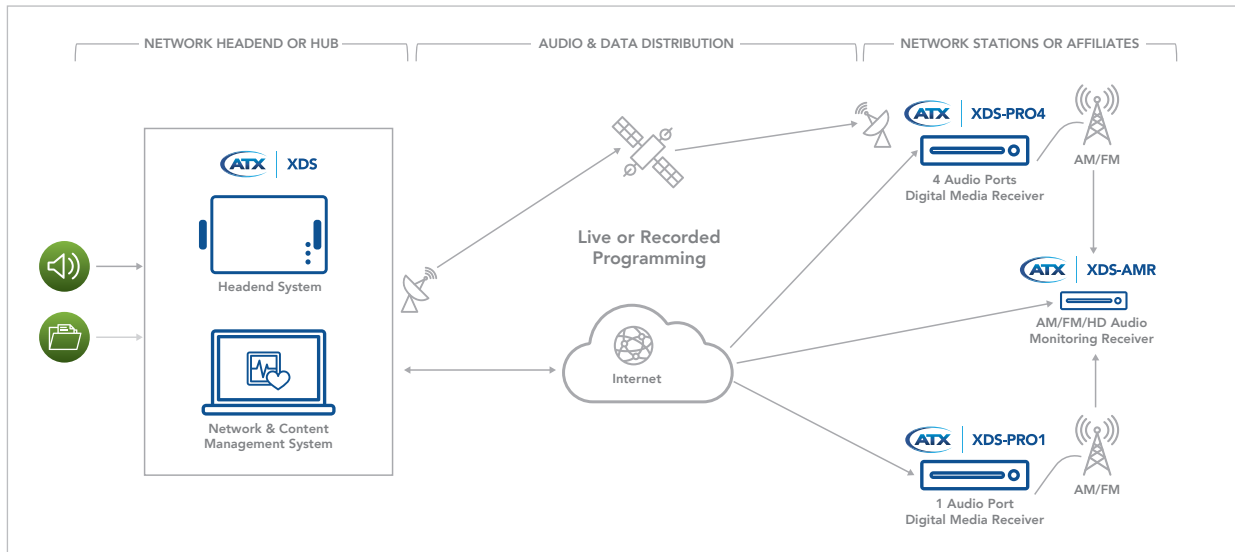 NETWORK HEADEND OR HUB
AUDIO & DATA DISTRIBUTION
NETWORK STATIONS OR AFFILIATES
ATX XDS
Headend System
Network & Content
Management System
Live or Recorded
Programming
Internet
ATX XDS-PRO4
4 Audio Ports
Digital Media Receiver
AM/FM
ATX XDS-AMR
AM/FM/HD Audio
Monitoring Receiver
ATX XDS-PRO1
1 Audio Port
Digital Media Receiver
AM/FM